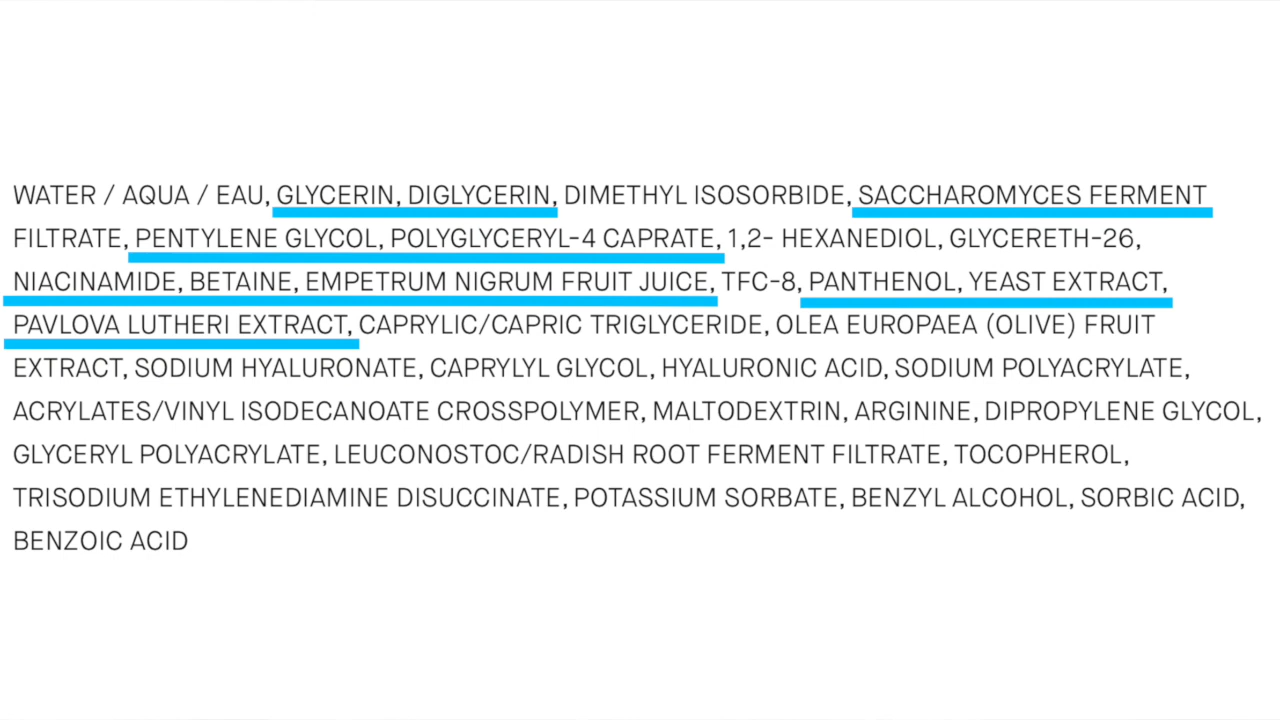 WATER / AQUA / EAU, GLYCERIN, DIGLYCERIN, DIMETHYL ISOSORBIDE, SACCHAROMYCES FERMENT
FILTRATE, PENTYLENE GLYCOL, POLYGLYCERYL-4 CAPRATE, 1,2- HEXANEDIOL, GLYCERETH-26,
NIACINAMIDE, BETAINE, EMPETRUM NIGRUM FRUIT JUICE, TFC-8, PANTHENOL, YEAST EXTRACT,
PAVLOVA LUTHERI EXTRACT, CAPRYLIC/CAPRIC TRIGLYCERIDE, OLEA EUROPAEA (OLIVE) FRUIT
EXTRACT, SODIUM HYALURONATE, CAPRYLYL GLYCOL, HYALURONIC ACID, SODIUM POLYACRYLATE,
ACRYLATES/VINYL ISODECANOATE CROSSPOLYMER, MALTODEXTRIN, ARGININE, DIPROPYLENE GLYCOL,
GLYCERYL POLYACRYLATE, LEUCONOSTOC/RADISH ROOT FERMENT FILTRATE, TOCOPHEROL,
TRISODIUM ETHYLENEDIAMINE DISUCCINATE, POTASSIUM SORBATE, BENZYL ALCOHOL, SORBIC ACID,
BENZOIC ACID